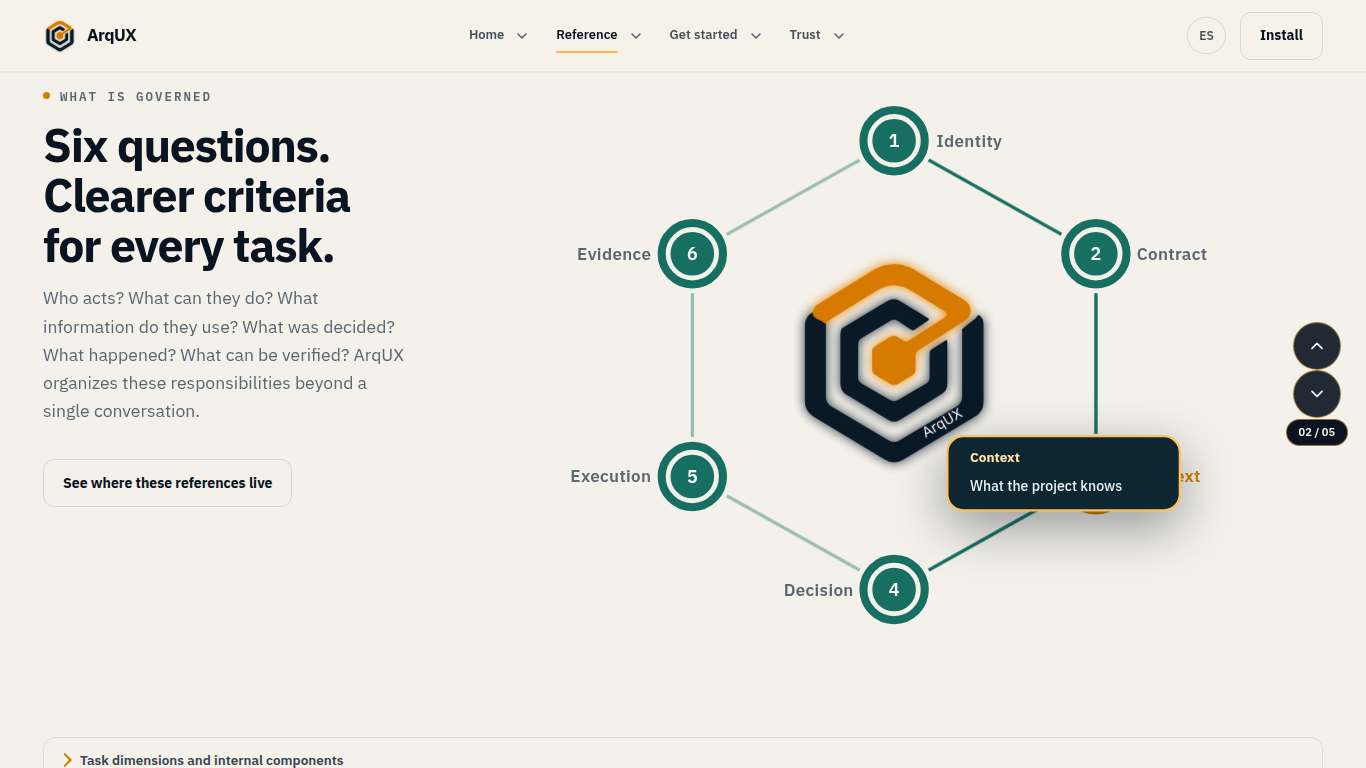 ArqUX
Home
Reference
Get started
Trust
ES
Install
WHAT IS GOVERNED
Six questions.
Clearer criteria
for every task.
Who acts? What can they do? What
information do they use? What was decided?
What happened? What can be verified? ArqUX
organizes these responsibilities beyond a
single conversation.
See where these references live
1
Identity
Evidence
6
2
Contract
ArqUX
Context
What the project knows
Execution
5
Decision
4
02 / 05
Task dimensions and internal components